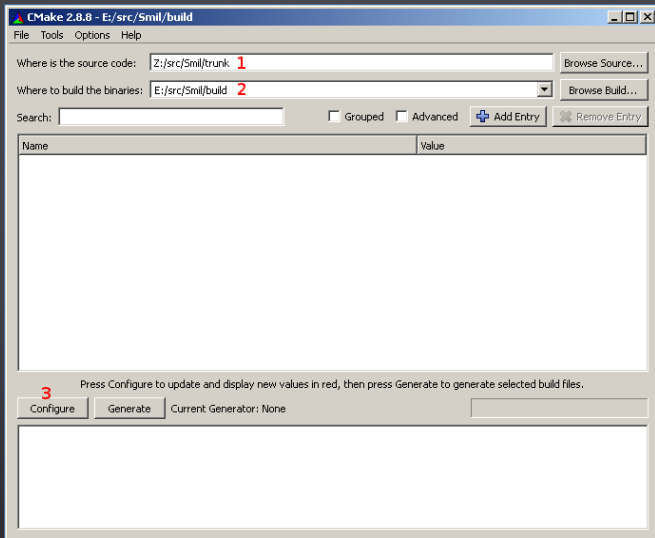 CMake 2.8.8 - E:/src/Smil/build
File Tools Options Help
Where is the source code: Z:/src/Smil/trunk 1 Browse Source...
Where to build the binaries: E:/src/Smil/build 2 Browse Build...
Search: Grouped Advanced Add Entry Remove Entry
Name Value
Press Configure to update and display new values in red, then press Generate to generate selected build files.
3
Configure Generate Current Generator: None